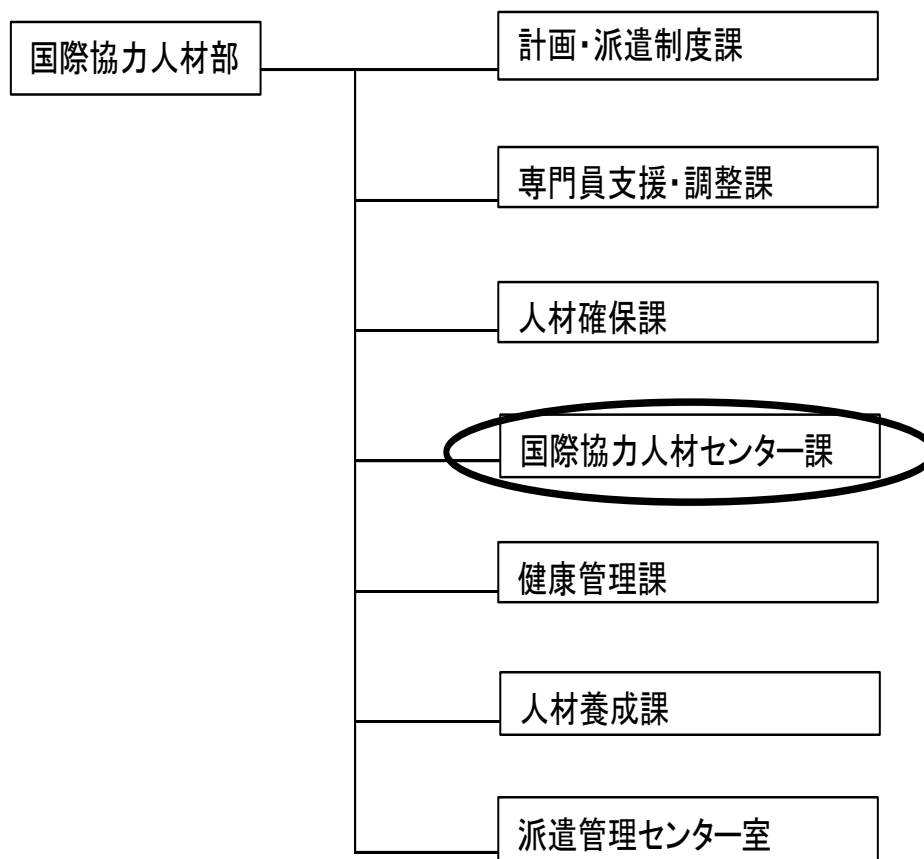 国際協力人材部
計画・派遣制度課
専門員支援・調整課
人材確保課
国際協力人材センター課
健康管理課
人材養成課
派遣管理センター室